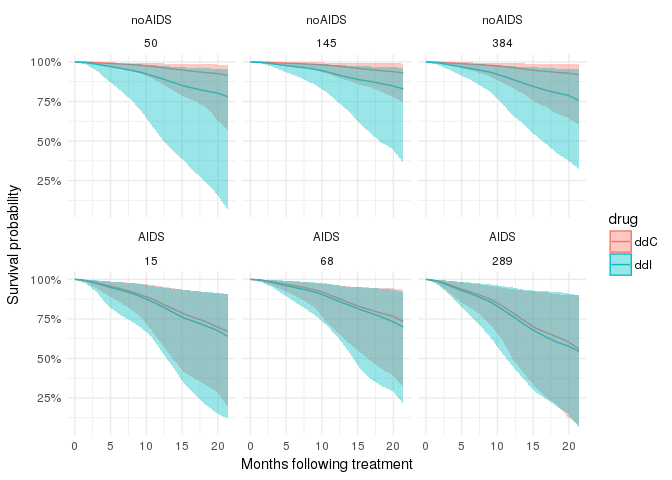 noAIDS noAIDS noAIDS
50 145 384
100%
75%
50%
25%
AIDS AIDS AIDS
15 68 289
100%
75%
50%
25%
0 5 10 15 20 0 5 10 15 20 0 5 10 15 20
Months following treatment
Survival probability
drug
ddC
ddI